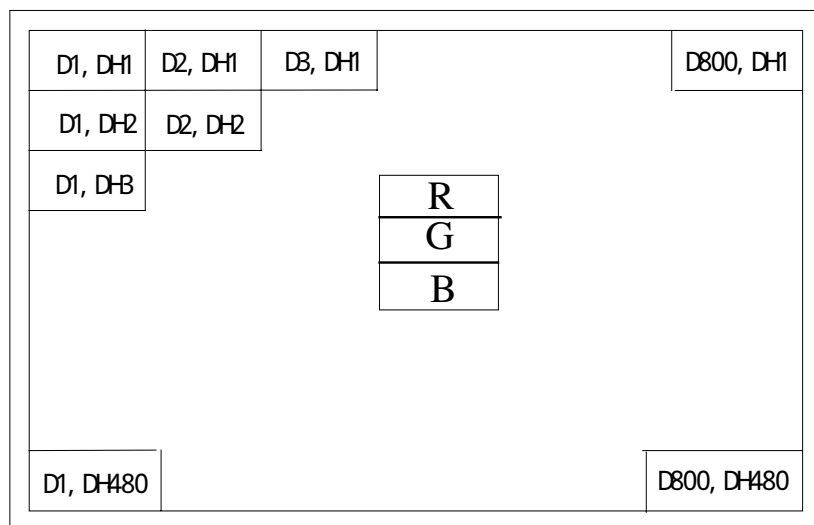 D1, DH1 D2, DH1 D3, DH1 D800, DH1
D1, DH2 D2, DH2
D1, DH3
R
G
B
D1, DH480 D800, DH480